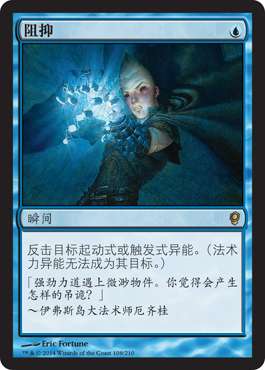 阻抑
瞬间
反击目标起动式或触发式异能。（法术
力异能无法成为其目标。）
「强劲力道遇上微渺物件。你觉得会产生
怎样的吊诡？」
～伊弗斯岛大法术师厄齐桂
Eric Fortune
™ & © 2014 Wizards of the Coast 108/210